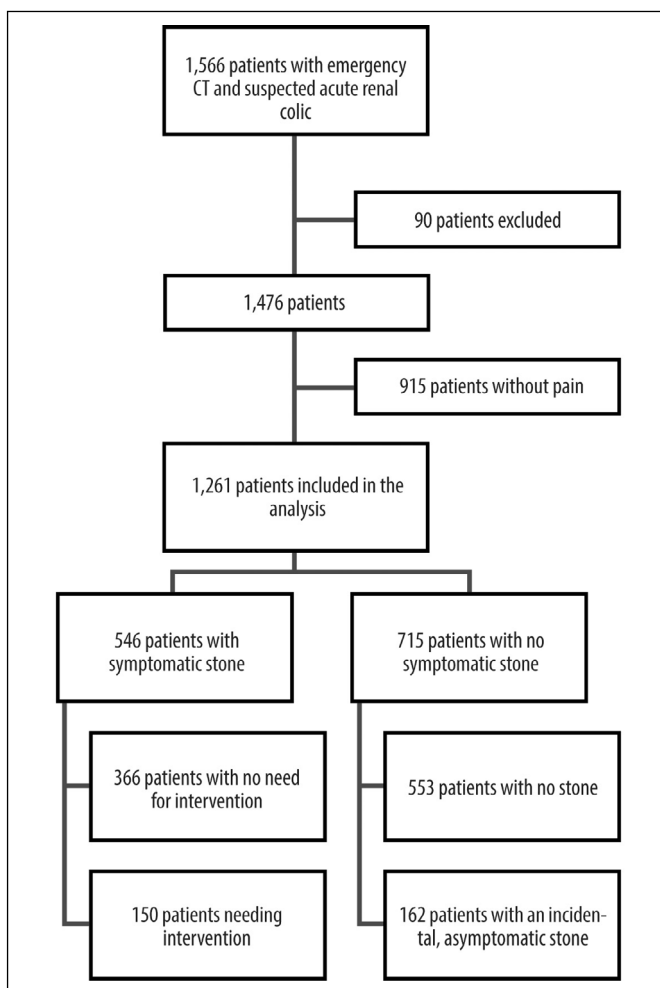 1,566 patients with emergency
CT and suspected acute renal
colic
90 patients excluded
1,476 patients
915 patients without pain
1,261 patients included in the
analysis
546 patients with
symptomatic stone
715 patients with no
symptomatic stone
366 patients with no need
for intervention
553 patients with no stone
150 patients needing
intervention
162 patients with an inciden-
tal, asymptomatic stone